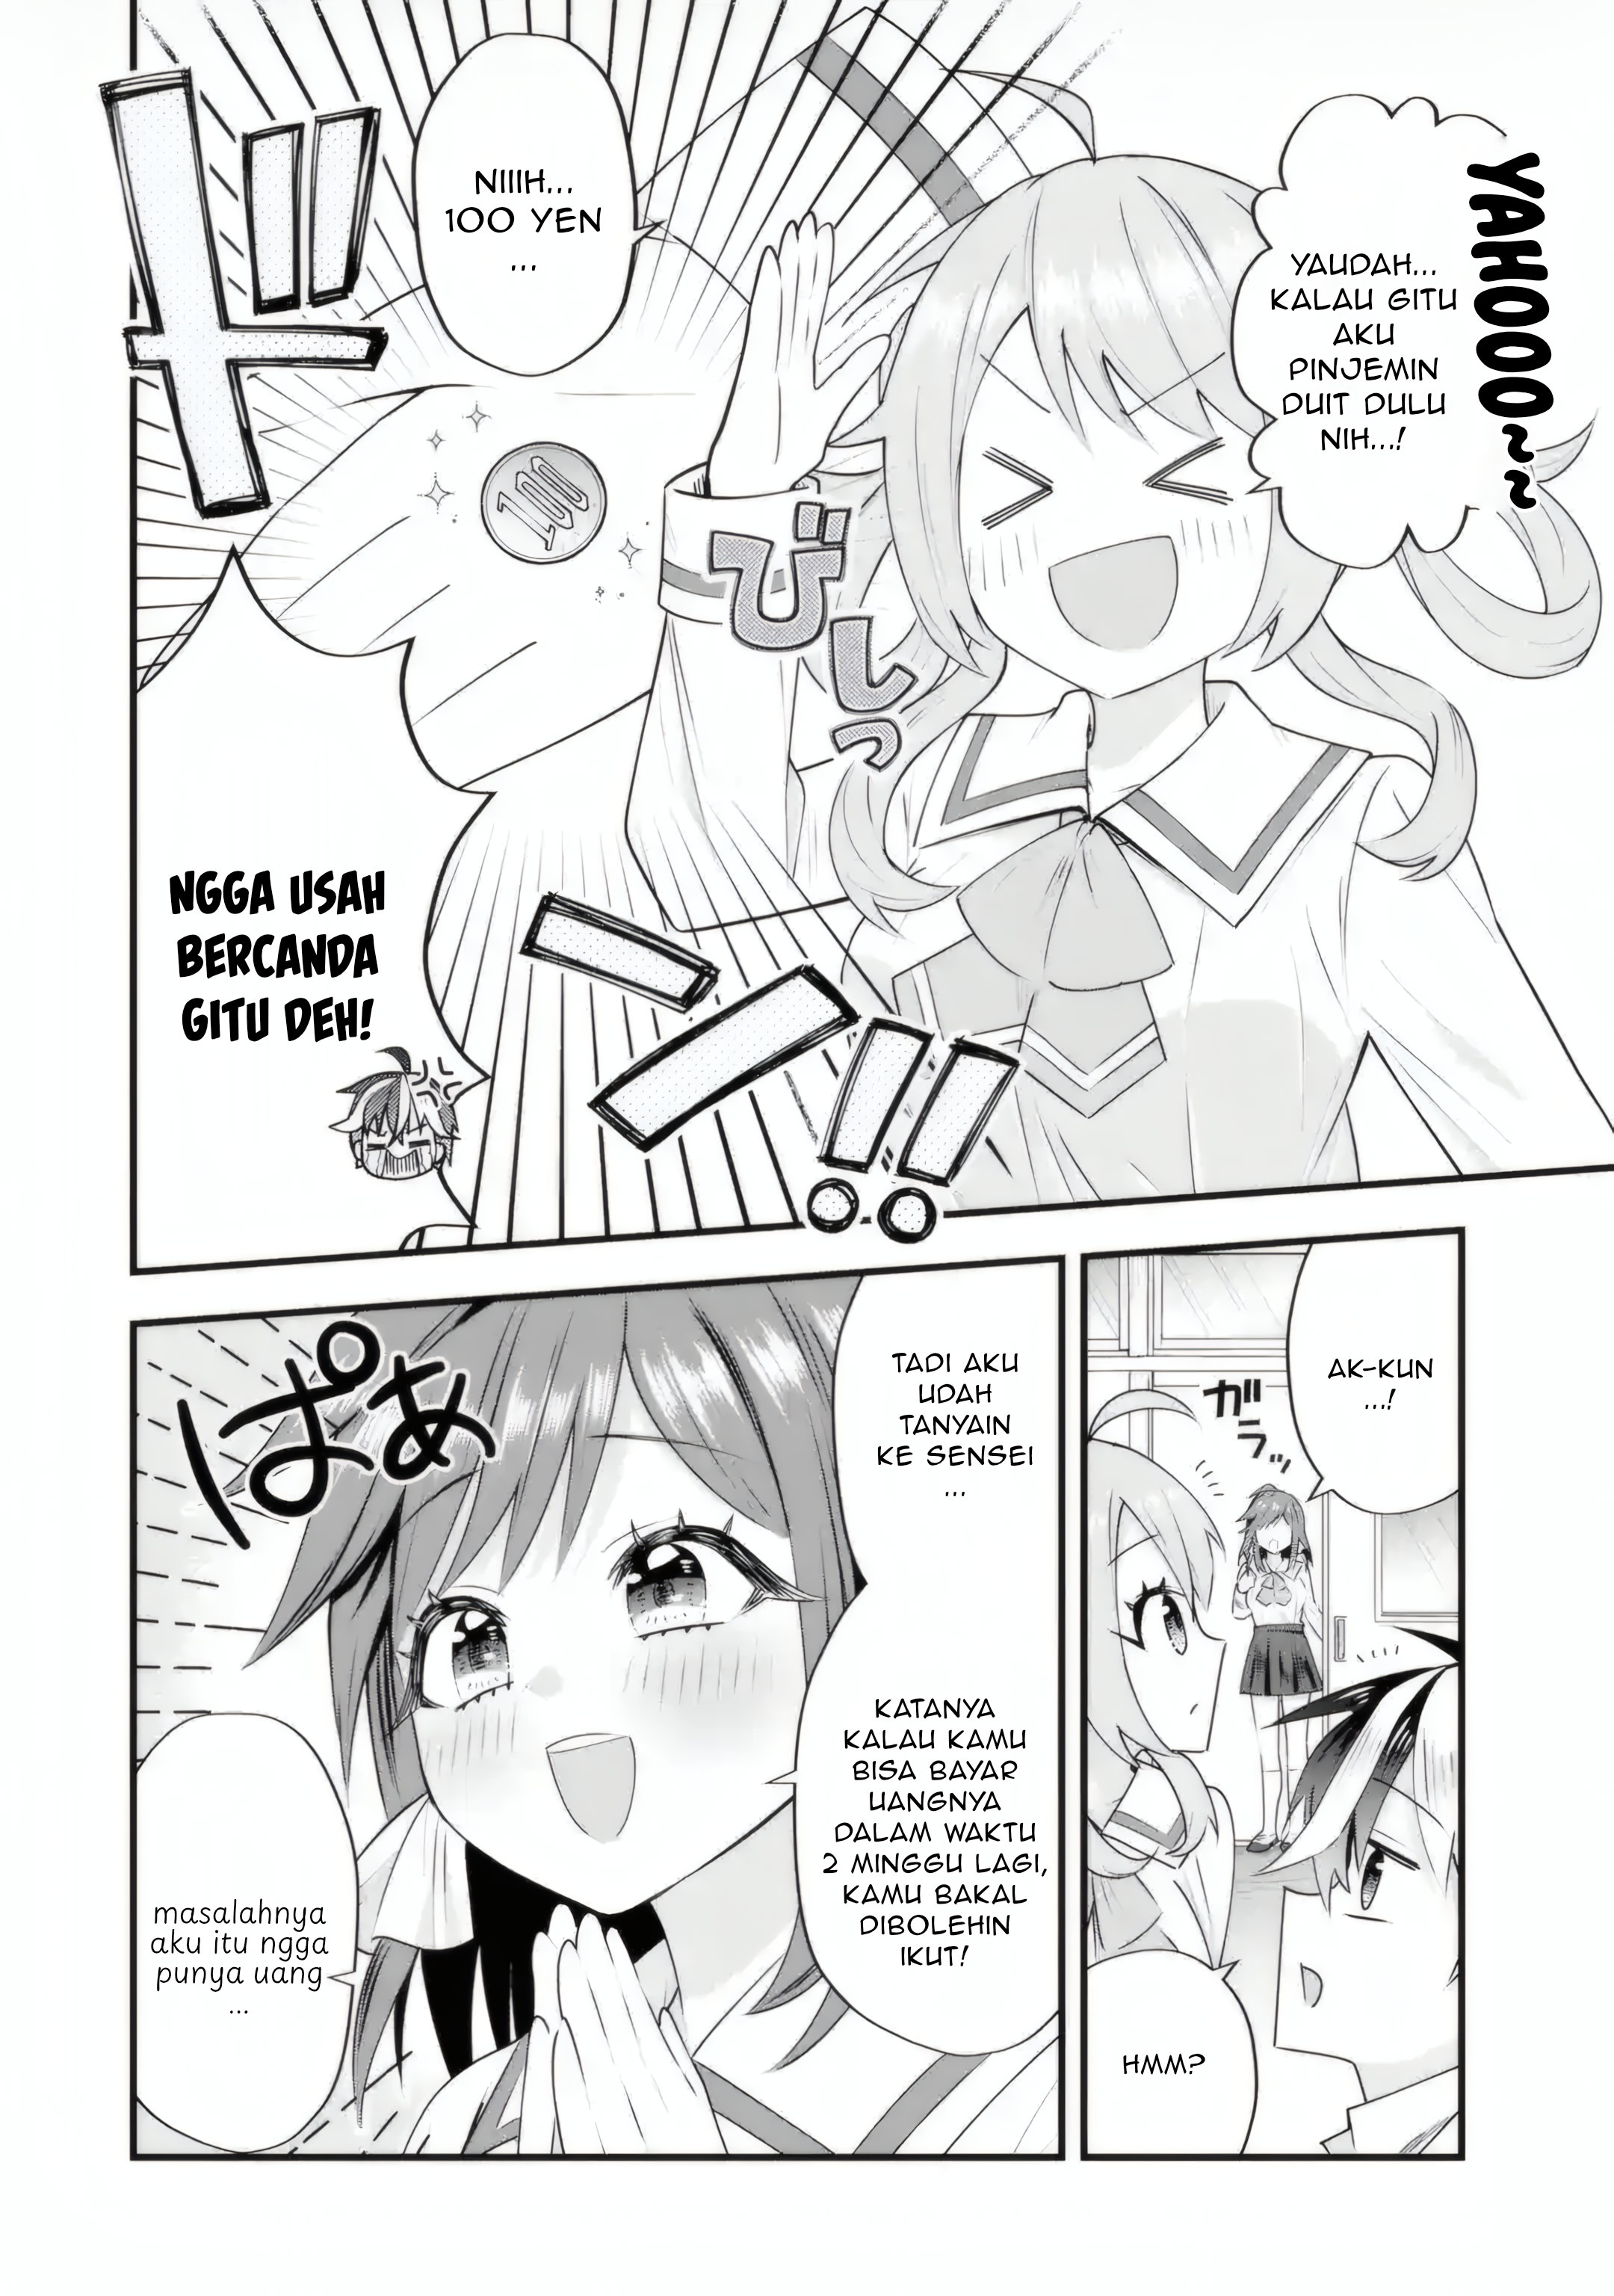 YAHOOOO~~
YAUDAH...
KALAU GITU
AKU
PINJEMIN
DUIT DULU
NIH...!
NIIIH...
100 YEN
...
100
ド
ン!!
びしっ
NGGA USAH
BERCANDA
GITU DEH!
AK-KUN
...!
ガラッ
HMM?
TADI AKU
UDAH
TANYAIN
KE SENSEI
...
KATANYA
KALAU KAMU
BISA BAYAR
UANGNYA
DALAM WAKTU
2 MINGGU LAGI,
KAMU BAKAL
DIBOLEHIN
IKUT!
ぱぁ
masalahnya
aku itu ngga
punya uang
...